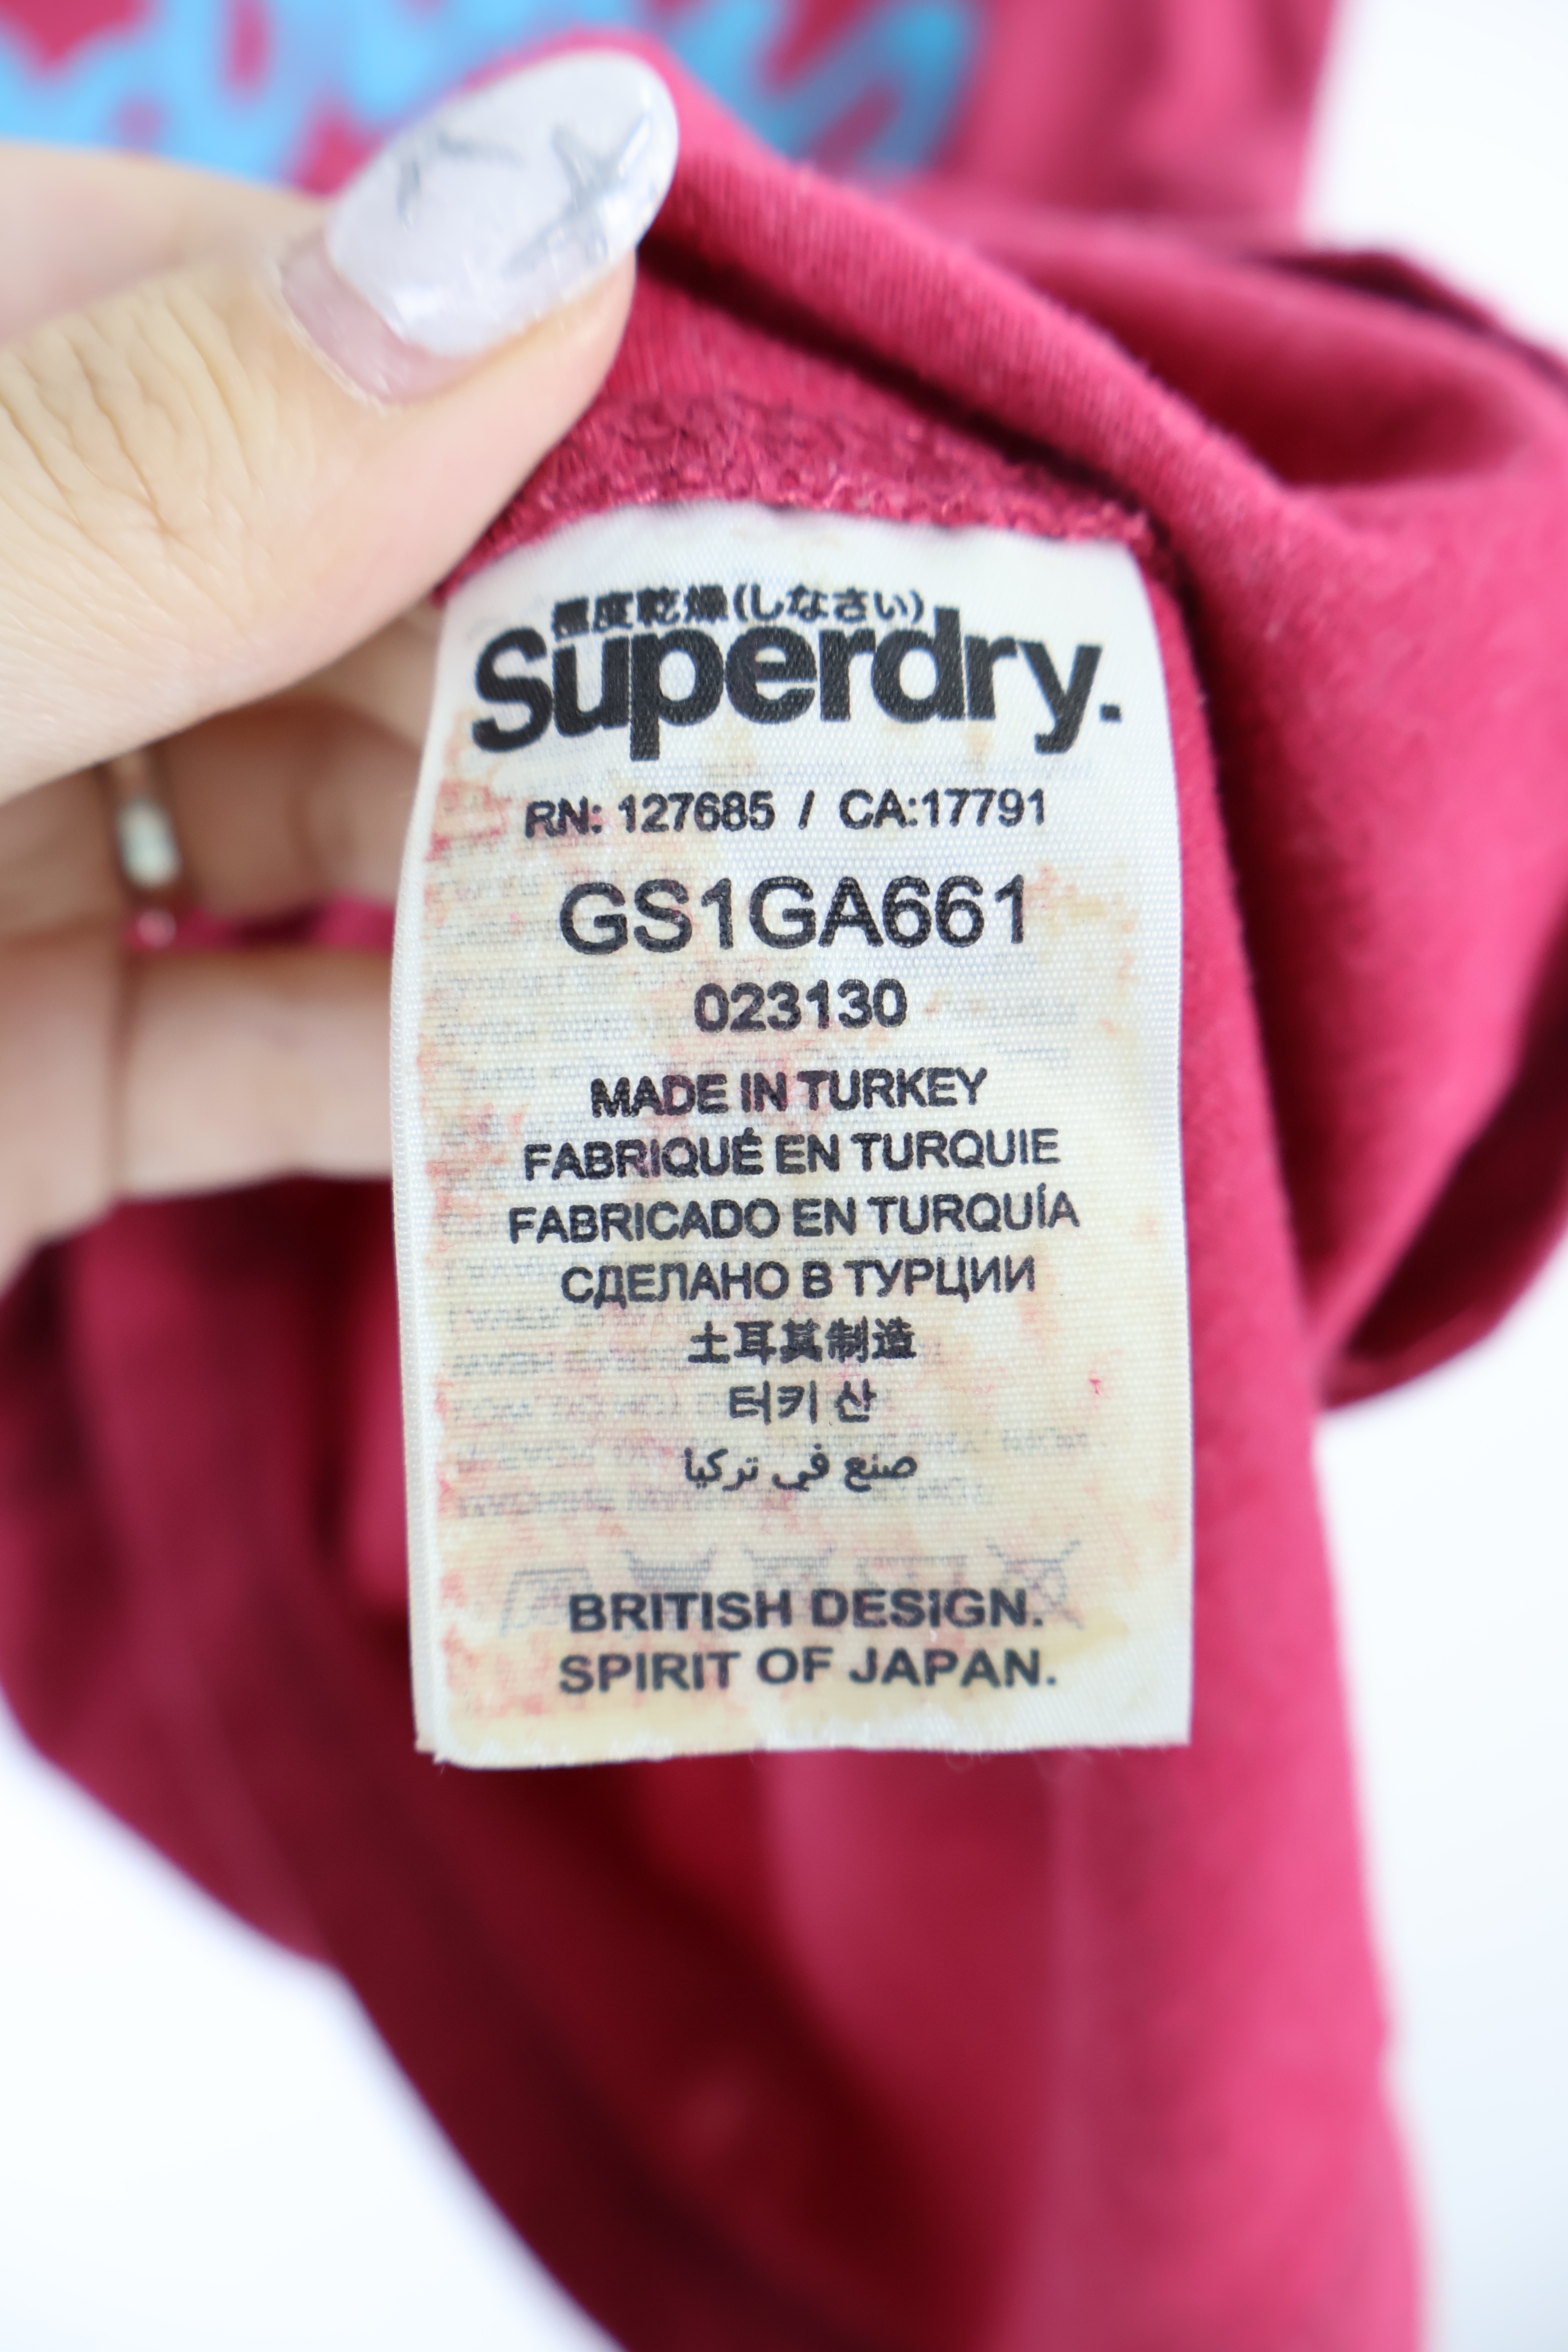 極度乾燥(しなさい)
Superdry.
RN: 127685 / CA:17791
GS1GA661
023130
MADE IN TURKEY
FABRIQUÉ EN TURQUIE
FABRICADO EN TURQUÍA
СДЕЛАНО В ТУРЦИИ
土耳其制造
터키 산
صنع في تركيا
BRITISH DESIGN.
SPIRIT OF JAPAN.